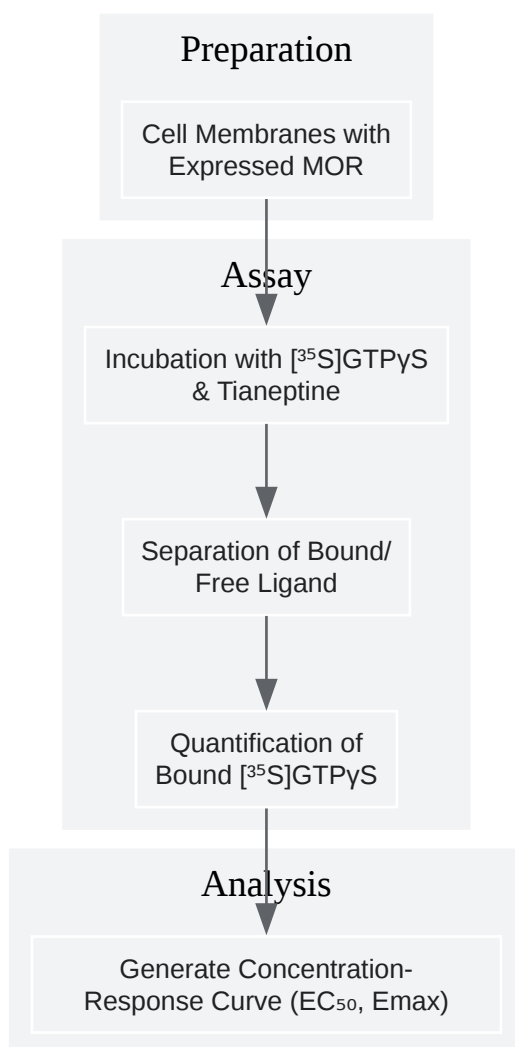 Preparation
Cell Membranes with
Expressed MOR
Assay
Incubation with [³⁵S]GTPγS
& Tianeptine
Separation of Bound/
Free Ligand
Quantification of
Bound [³⁵S]GTPγS
Analysis
Generate Concentration-
Response Curve (EC₅₀, Emax)